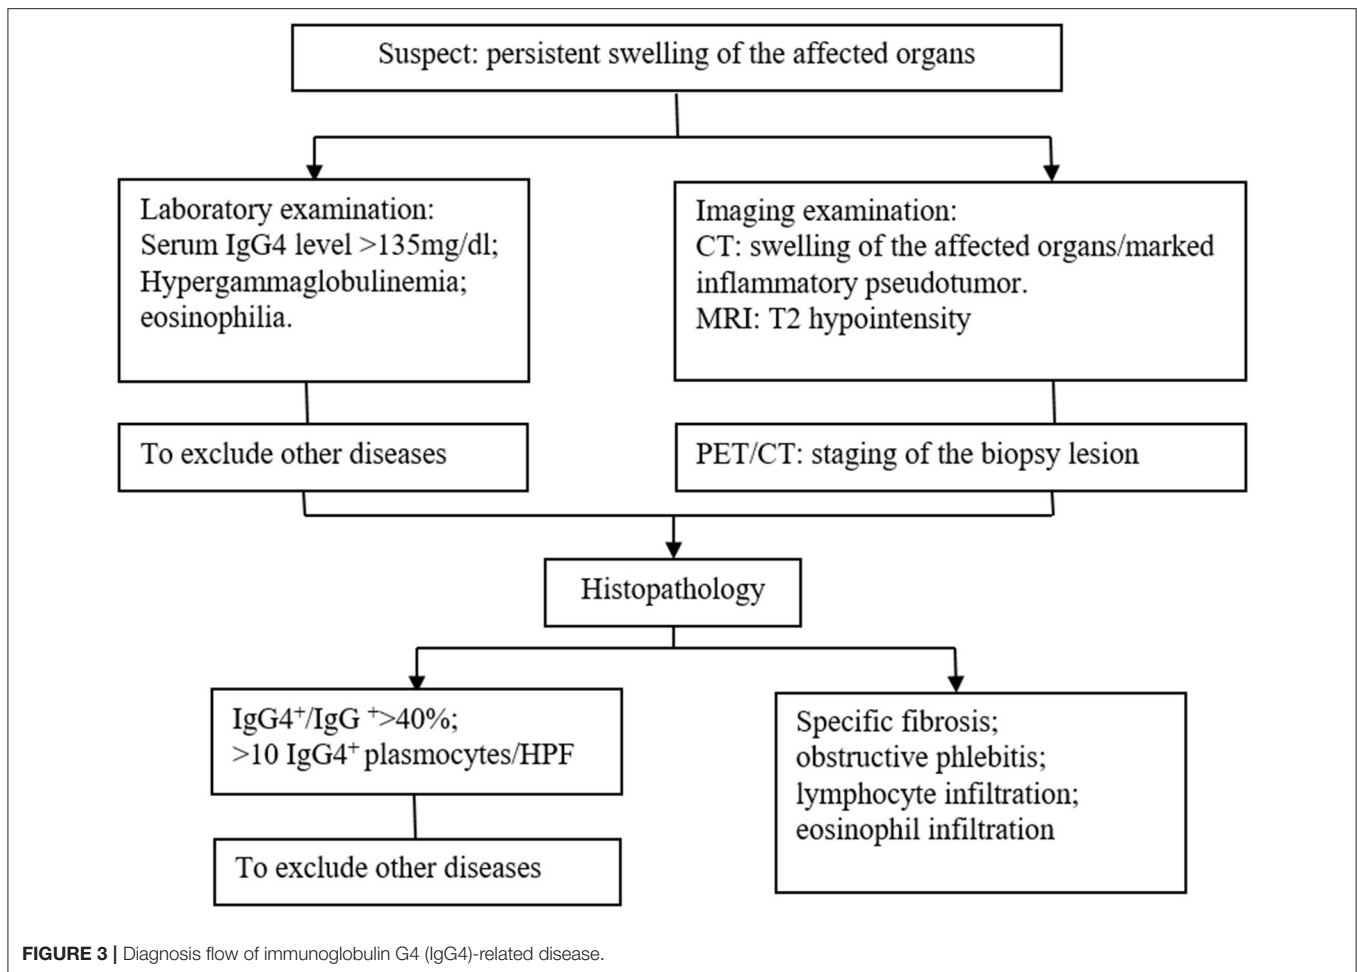 Suspect: persistent swelling of the affected organs
Laboratory examination:
Serum IgG4 level >135mg/dl;
Hypergammaglobulinemia;
eosinophilia.
Imaging examination:
CT: swelling of the affected organs/marked
inflammatory pseudotumor.
MRI: T2 hypointensity
To exclude other diseases
PET/CT: staging of the biopsy lesion
Histopathology
IgG4⁺/IgG ⁺>40%;
>10 IgG4⁺ plasmocytes/HPF
Specific fibrosis;
obstructive phlebitis;
lymphocyte infiltration;
eosinophil infiltration
To exclude other diseases
FIGURE 3 | Diagnosis flow of immunoglobulin G4 (IgG4)-related disease.